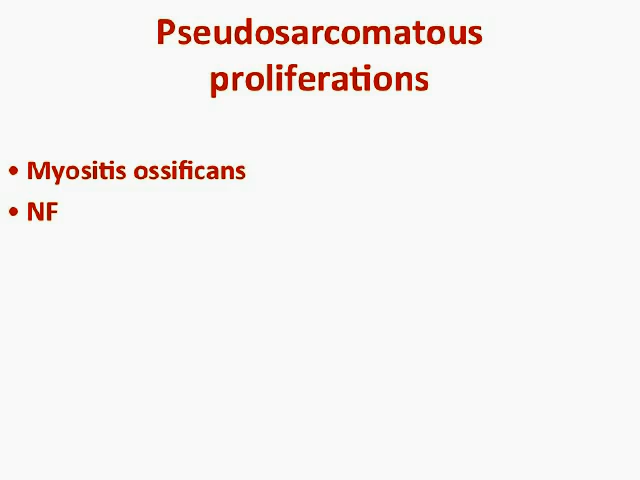 Pseudosarcomatous
proliferations
• Myositis ossificans
• NF